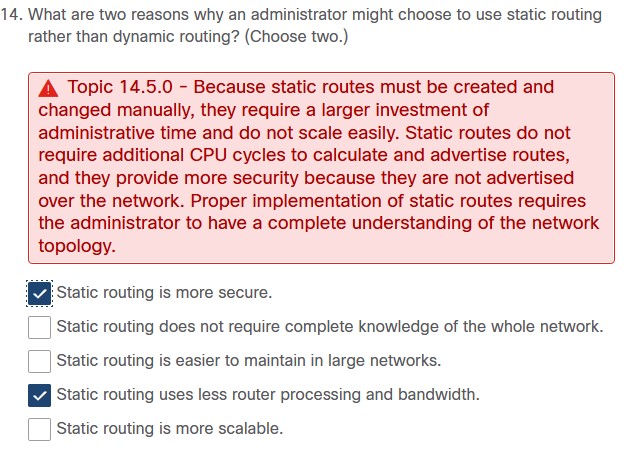 14. What are two reasons why an administrator might choose to use static routing
rather than dynamic routing? (Choose two.)
Topic 14.5.0 - Because static routes must be created and
changed manually, they require a larger investment of
administrative time and do not scale easily. Static routes do not
require additional CPU cycles to calculate and advertise routes,
and they provide more security because they are not advertised
over the network. Proper implementation of static routes requires
the administrator to have a complete understanding of the network
topology.
Static routing is more secure.
Static routing does not require complete knowledge of the whole network.
Static routing is easier to maintain in large networks.
Static routing uses less router processing and bandwidth.
Static routing is more scalable.